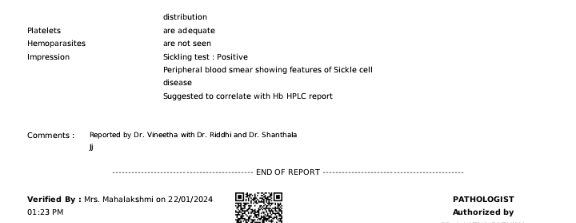 distribution
Platelets are adequate
Hemoparasites are not seen
Impression Sickling test : Positive
Peripheral blood smear showing features of Sickle cell
disease
Suggested to correlate with Hb HPLC report
Comments : Reported by Dr. Vineetha with Dr. Riddhi and Dr. Shanthala
JJ
---------------------------------------------- END OF REPORT ----------------------------------------------
Verified By : Mrs. Mahalakshmi on 22/01/2024 PATHOLOGIST
01:23 PM Authorized by